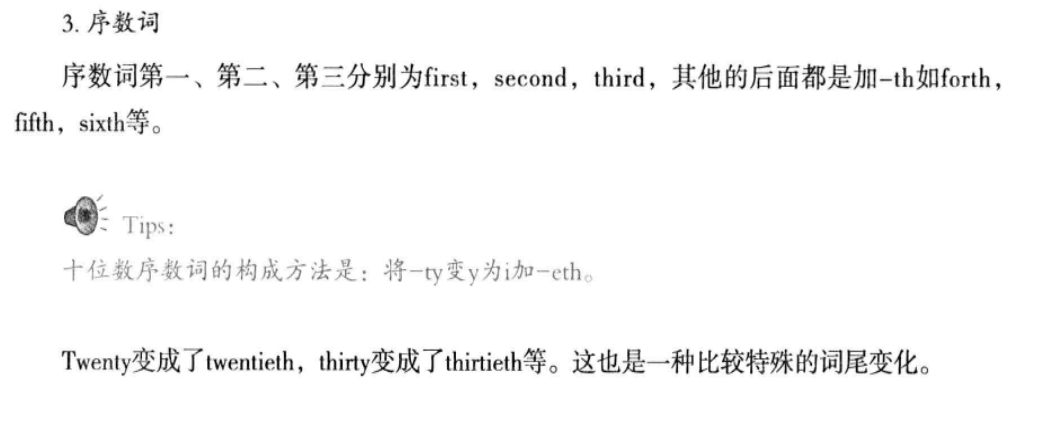 3. 序数词
序数词第一、第二、第三分别为first，second，third，其他的后面都是加-th如forth，
fifth，sixth等。
Tips：
十位数序数词的构成方法是：将-ty变y为i加-eth。
Twenty变成了twentieth，thirty变成了thirtieth等。这也是一种比较特殊的词尾变化。